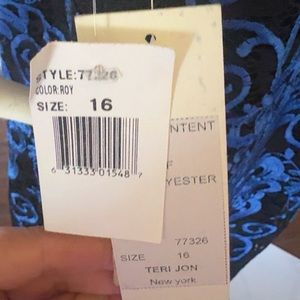 STYLE:77326
COLOR:ROY
SIZE: 16
6 31333 01548 7
NTENT
F
YESTER
77326
SIZE 16
TERI JON
New york